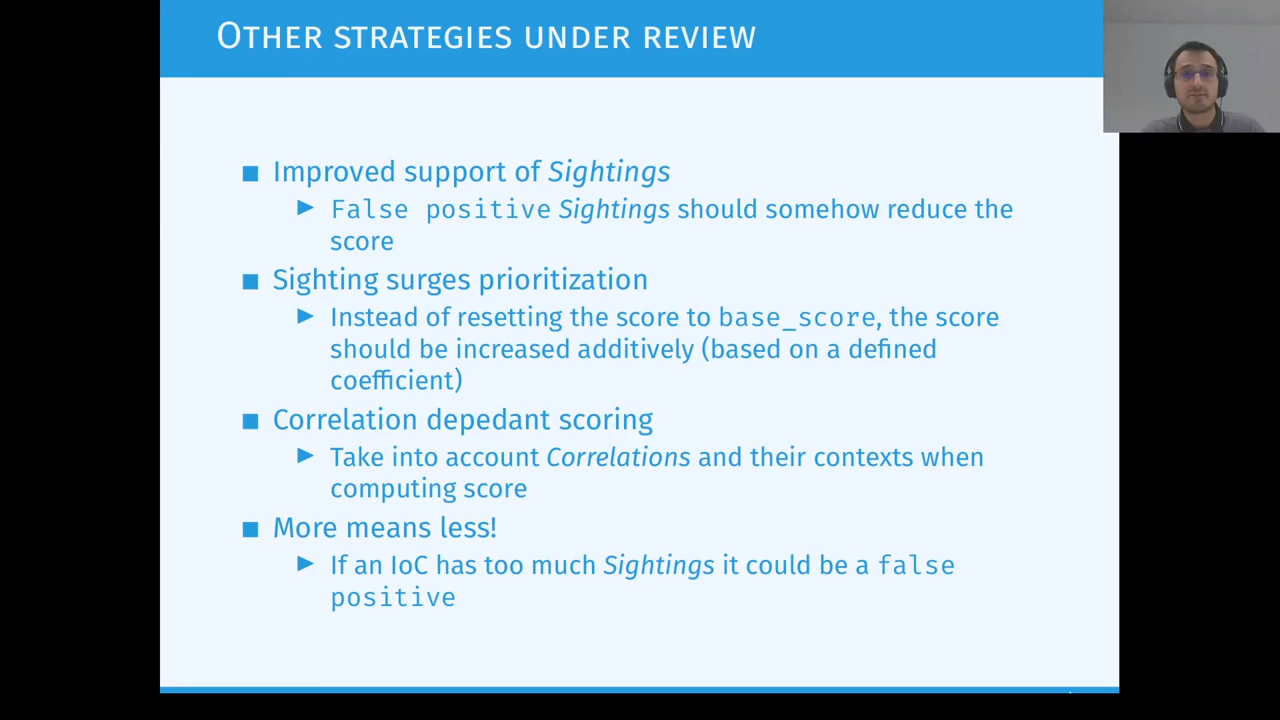 OTHER STRATEGIES UNDER REVIEW
■ Improved support of Sightings
▶ False positive Sightings should somehow reduce the
score
■ Sighting surges prioritization
▶ Instead of resetting the score to base_score, the score
should be increased additively (based on a defined
coefficient)
■ Correlation depedant scoring
▶ Take into account Correlations and their contexts when
computing score
■ More means less!
▶ If an IoC has too much Sightings it could be a false
positive